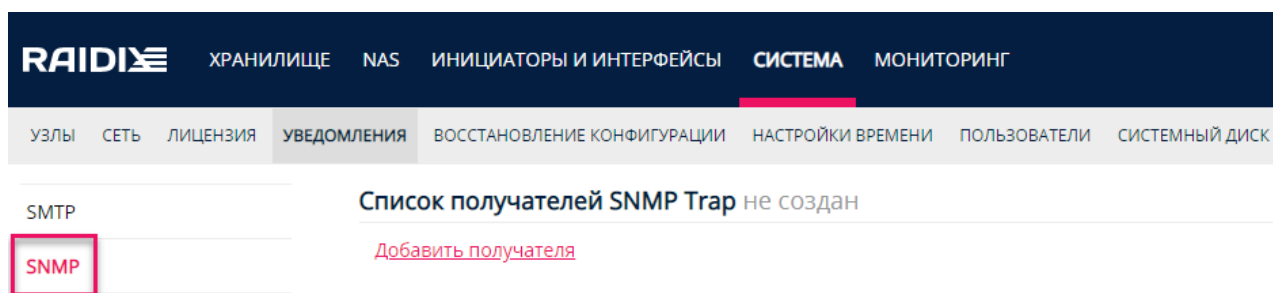 RAIDIX ХРАНИЛИЩЕ NAS ИНИЦИАТОРЫ И ИНТЕРФЕЙСЫ СИСТЕМА МОНИТОРИНГ
УЗЛЫ СЕТЬ ЛИЦЕНЗИЯ УВЕДОМЛЕНИЯ ВОССТАНОВЛЕНИЕ КОНФИГУРАЦИИ НАСТРОЙКИ ВРЕМЕНИ ПОЛЬЗОВАТЕЛИ СИСТЕМНЫЙ ДИСК
SMTP
SNMP
Список получателей SNMP Trap не создан
Добавить получателя